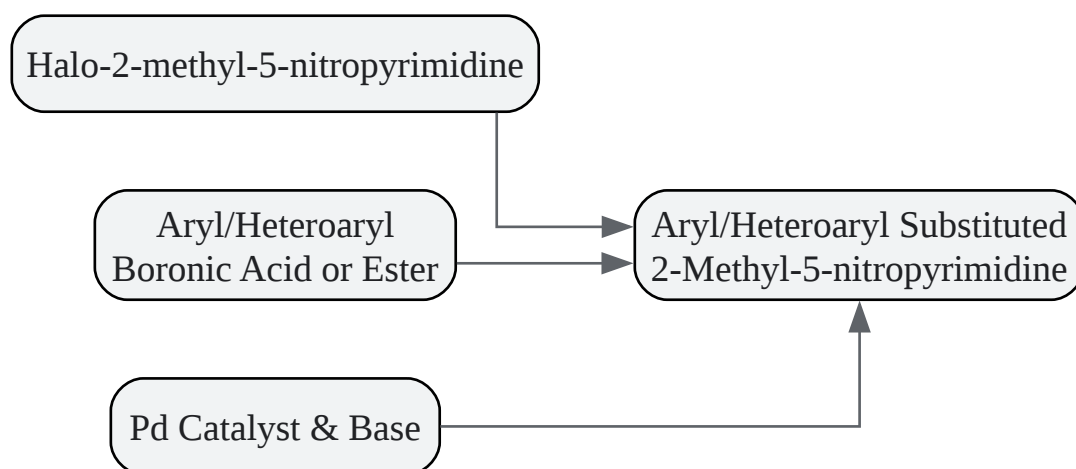 Halo-2-methyl-5-nitropyrimidine
Aryl/Heteroaryl
Boronic Acid or Ester
Aryl/Heteroaryl Substituted
2-Methyl-5-nitropyrimidine
Pd Catalyst & Base